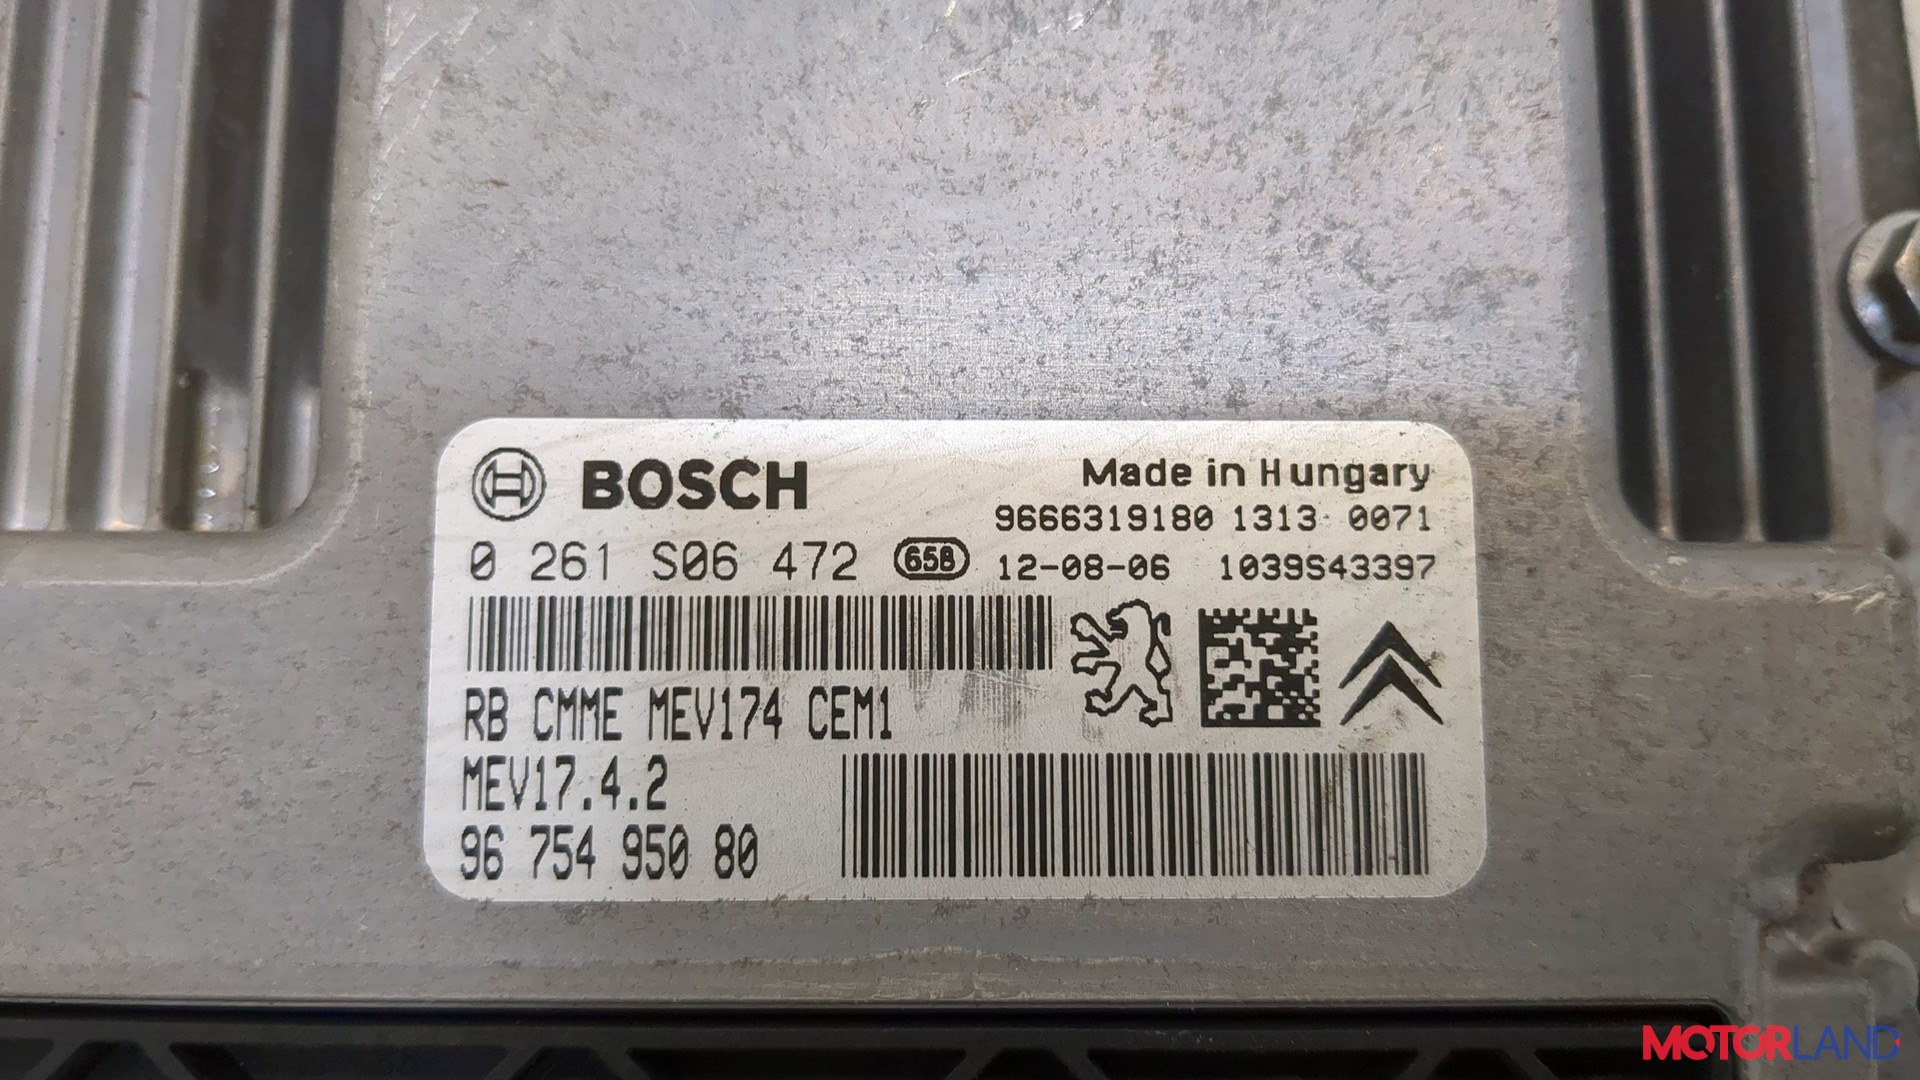 BOSCH
Made in Hungary
9666319180 1313 0071
0 261 S06 472 658 12-08-06 1039S43397
RB CMME MEV174 CEM1
MEV17.4.2
96 754 950 80
MOTORLAND